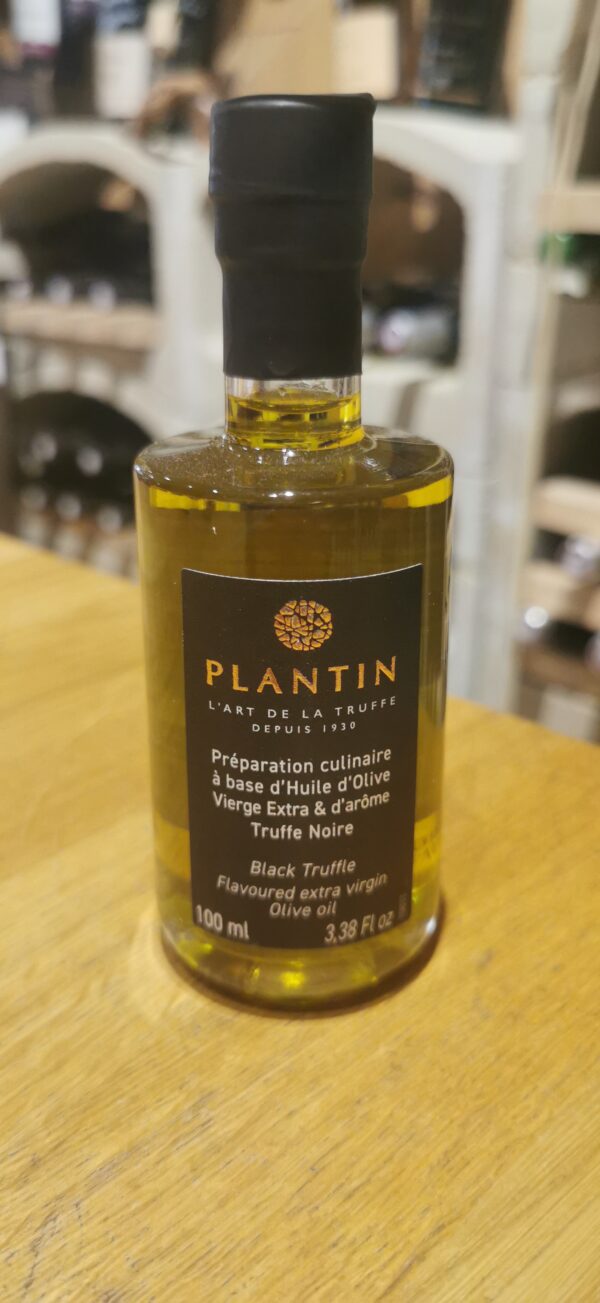 PLANTIN
L'ART DE LA TRUFFE
DEPUIS 1930
Préparation culinaire
à base d'Huile d'Olive
Vierge Extra & d'arôme
Truffe Noire
Black Truffle
Flavoured extra virgin
Olive oil
100 ml 3,38 Fl oz